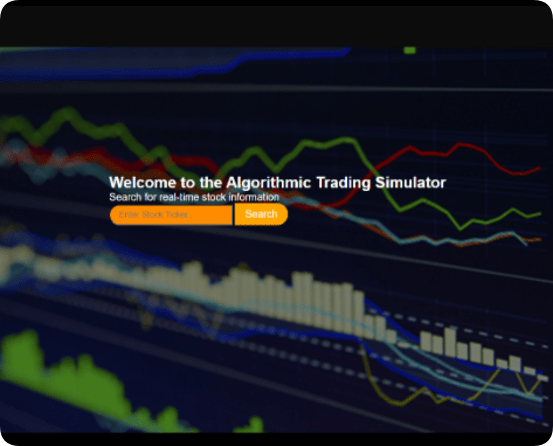 Welcome to the Algorithmic Trading Simulator
Search for real-time stock information
Enter Stock Ticker...
Search